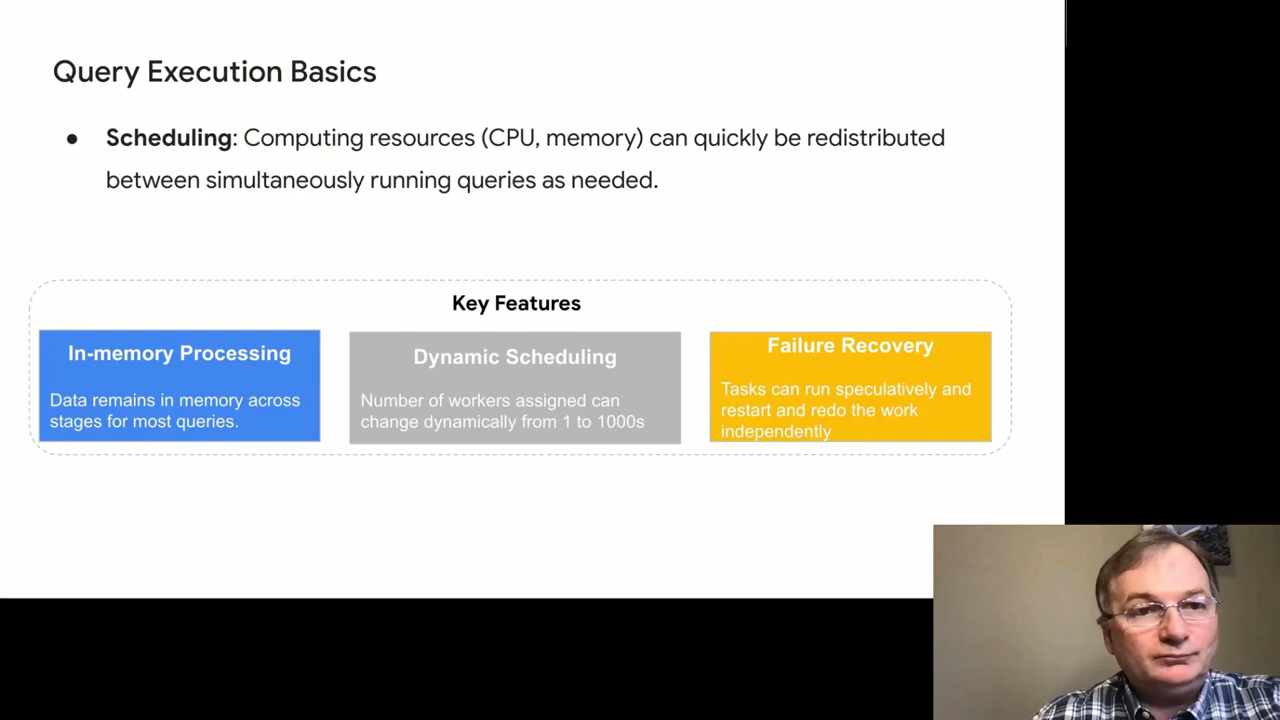 Query Execution Basics
● Scheduling: Computing resources (CPU, memory) can quickly be redistributed
between simultaneously running queries as needed.
Key Features
In-memory Processing
Data remains in memory across
stages for most queries.
Dynamic Scheduling
Number of workers assigned can
change dynamically from 1 to 1000s
Failure Recovery
Tasks can run speculatively and
restart and redo the work
independently